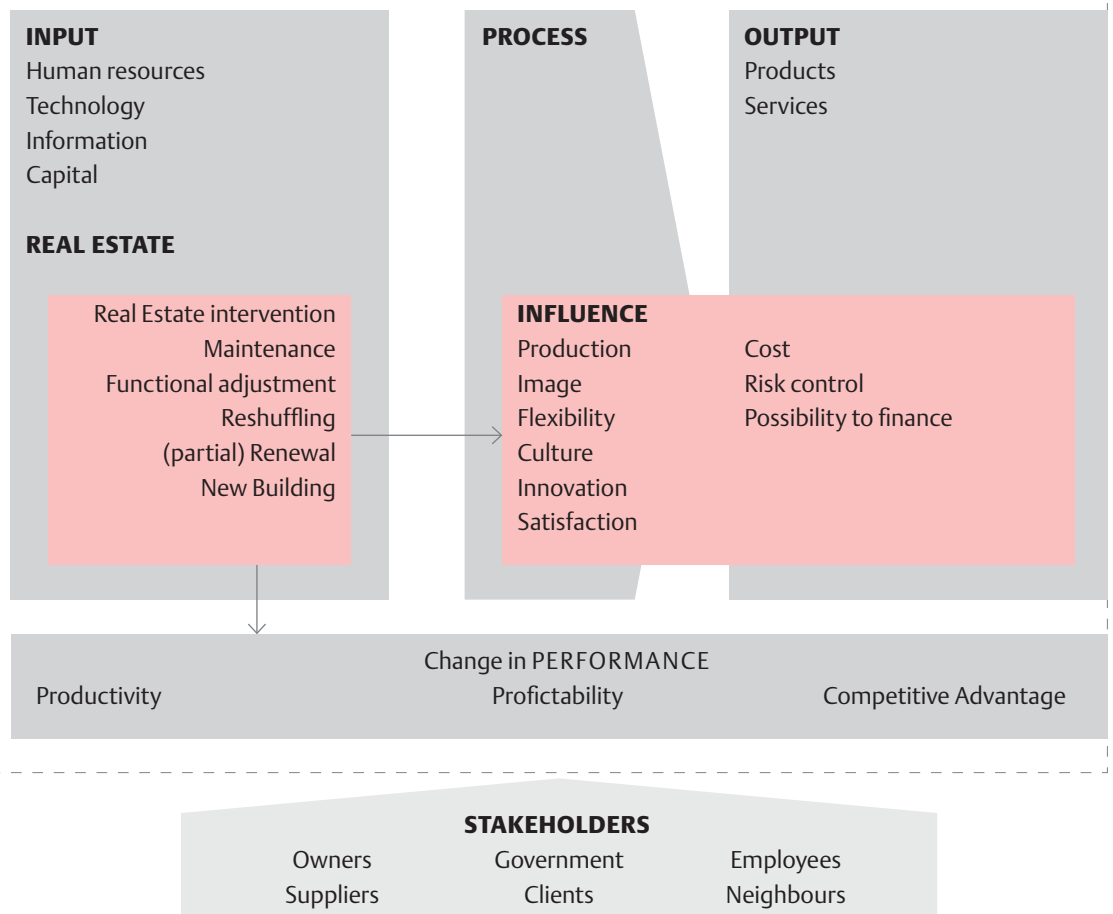 INPUT
Human resources
Technology
Information
Capital
REAL ESTATE
Real Estate intervention
Maintenance
Functional adjustment
Reshuffling
(partial) Renewal
New Building
PROCESS
OUTPUT
Products
Services
INFLUENCE
Production
Image
Flexibility
Culture
Innovation
Satisfaction
Cost
Risk control
Possibility to finance
Change in PERFORMANCE
Productivity
Profictability
Competitive Advantage
STAKEHOLDERS
Owners
Government
Employees
Suppliers
Clients
Neighbours